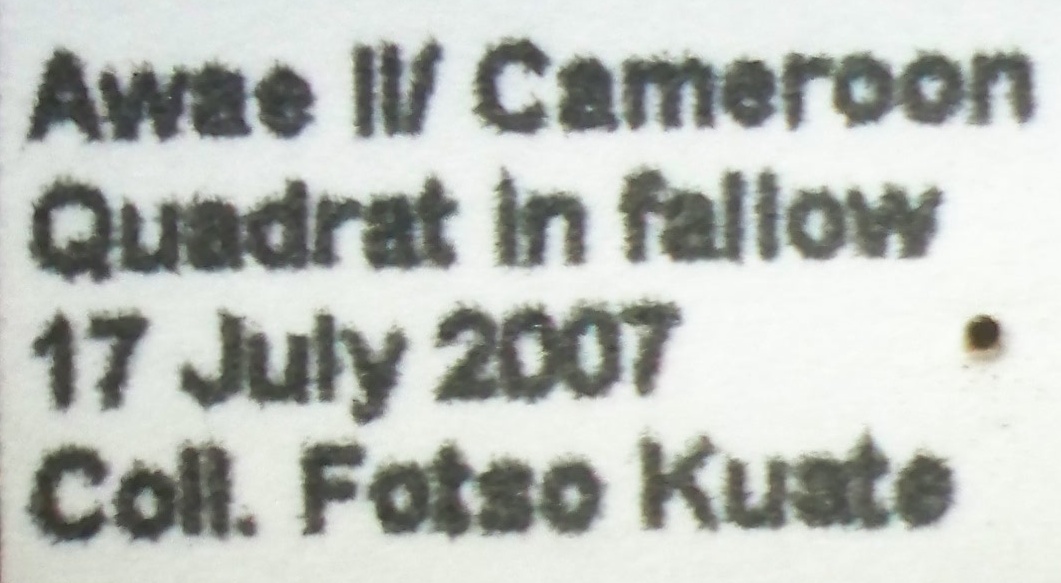 Awae II/ Cameroon
Quadrat in fallow
17 July 2007
Coll. Fotso Kuate